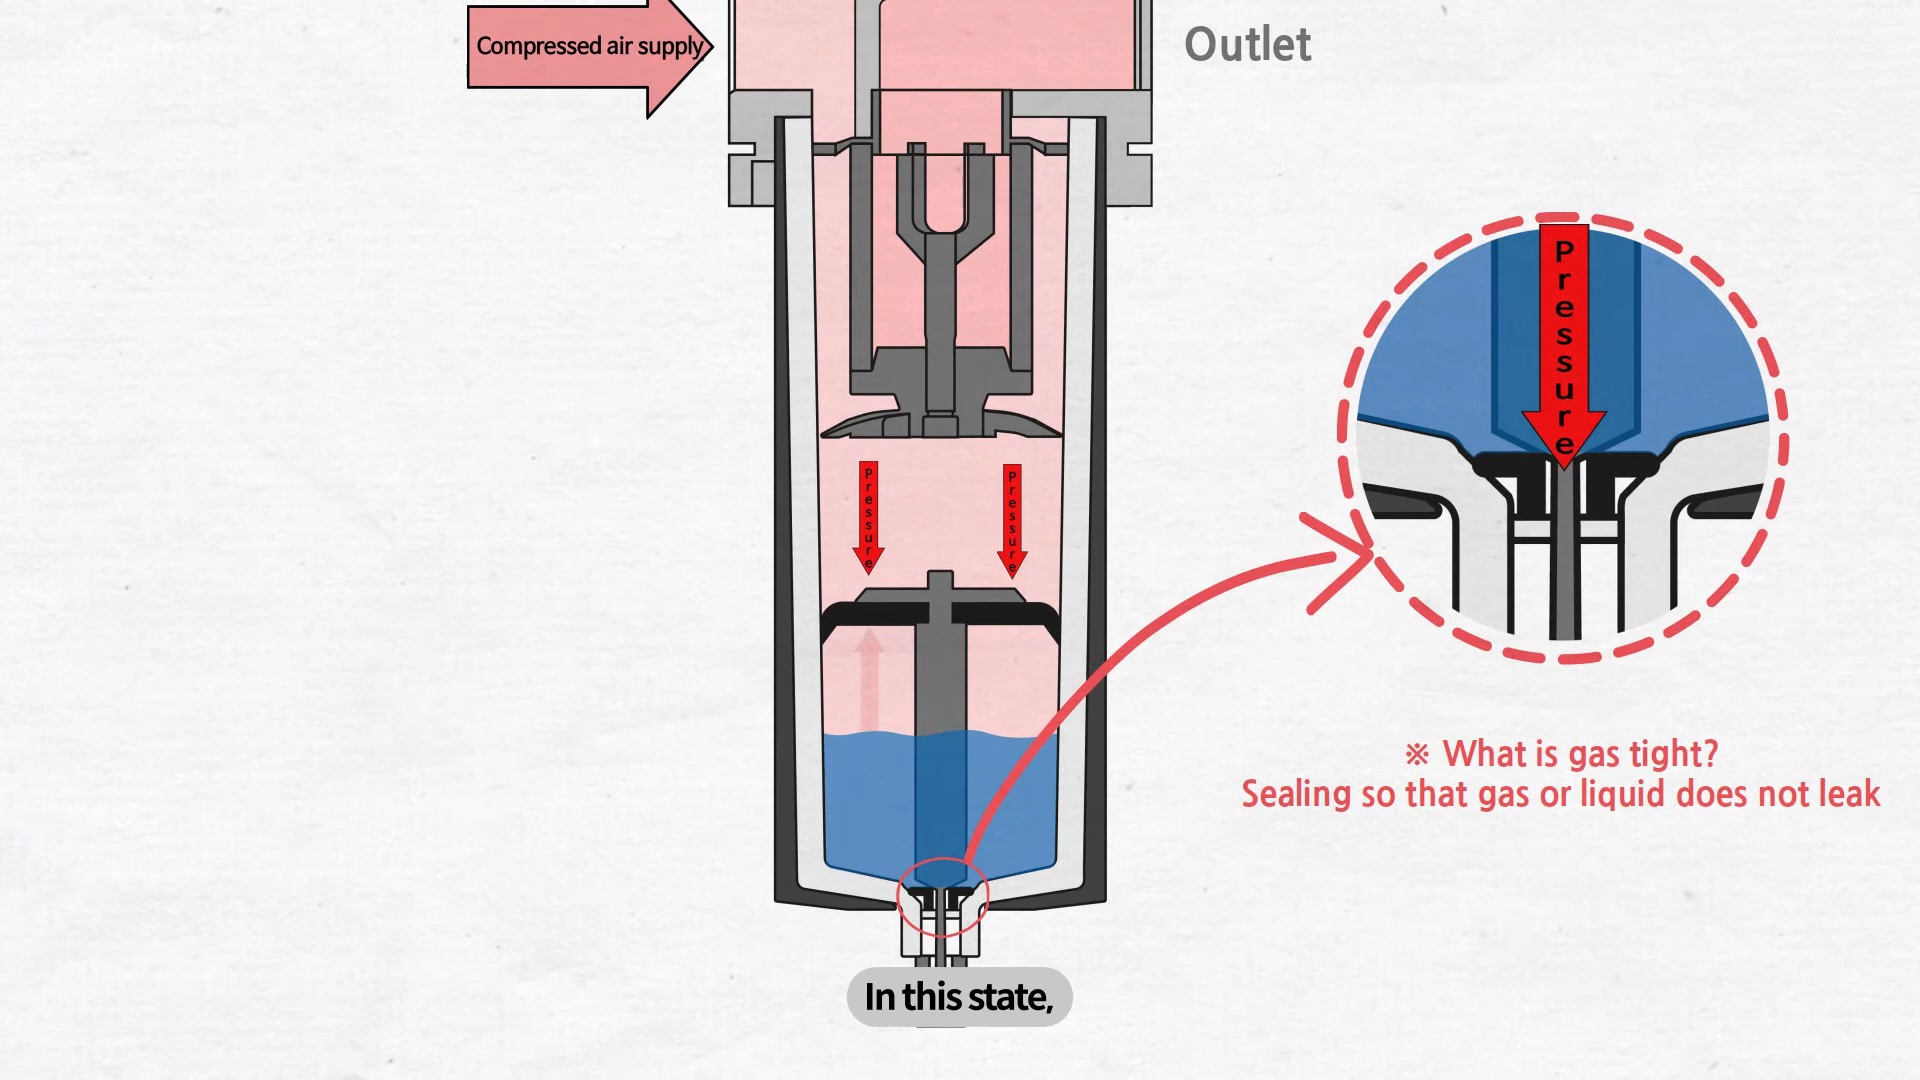 Compressed air supply
Outlet
Pressure
Pressure
Pressure
※ What is gas tight?
Sealing so that gas or liquid does not leak
In this state,